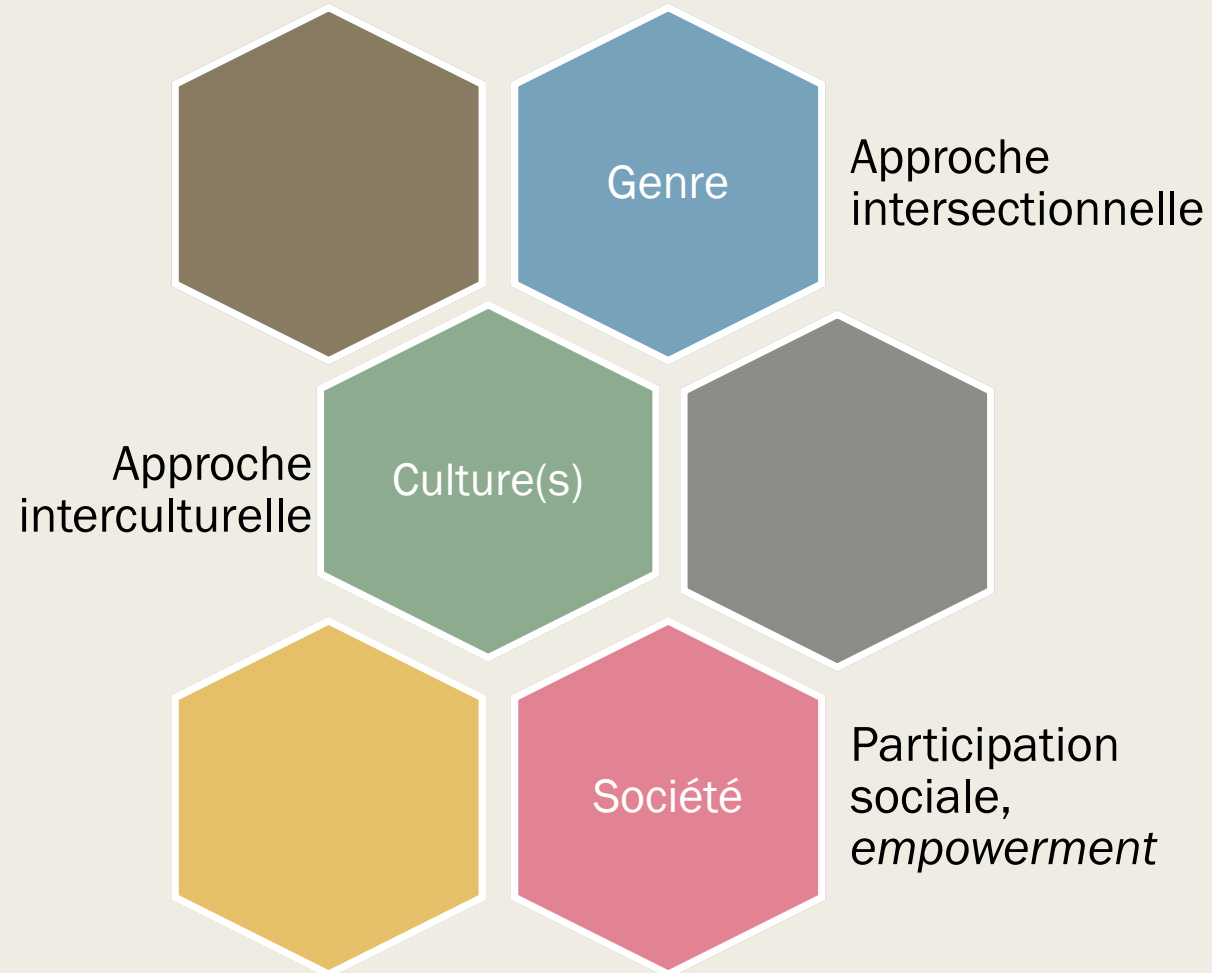 Genre
Approche
intersectionnelle
Approche
interculturelle
Culture(s)
Société
Participation
sociale,
empowerment